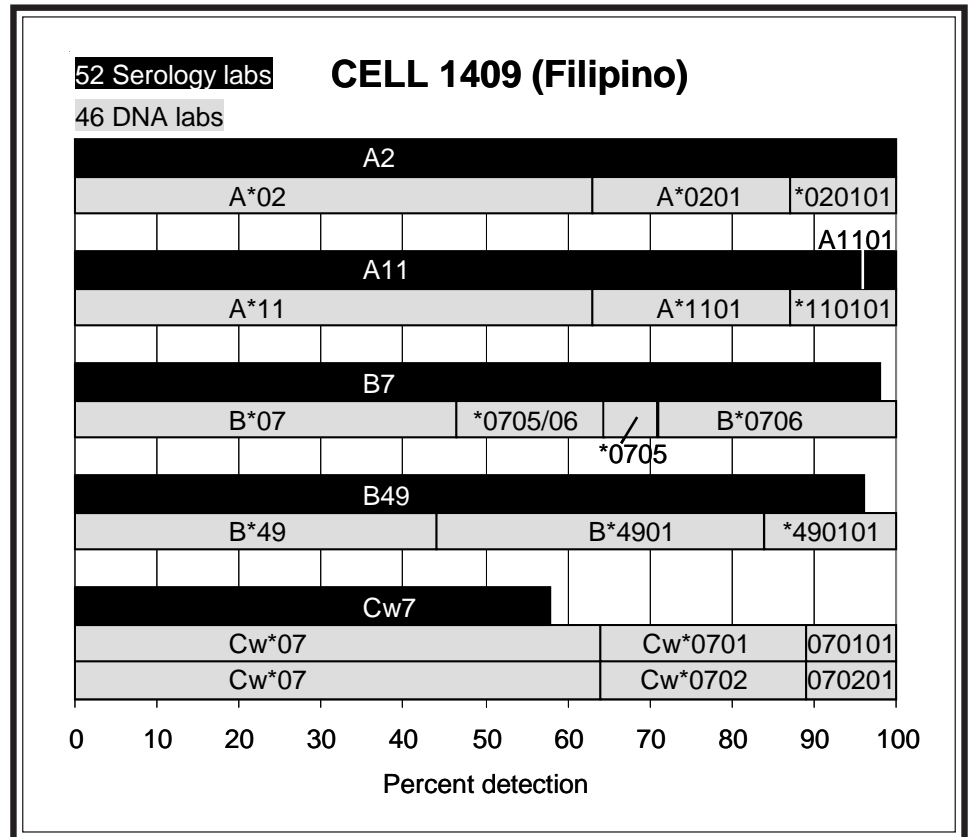 52 Serology labs CELL 1409 (Filipino)
46 DNA labs
A2
A*02 A*0201 *020101
A1101
A11
A*11 A*1101 *110101
B7
B*07 *0705/06 B*0706
*0705
B49
B*49 B*4901 *490101
Cw7
Cw*07 Cw*0701 070101
Cw*07 Cw*0702 070201
0 10 20 30 40 50 60 70 80 90 100
Percent detection